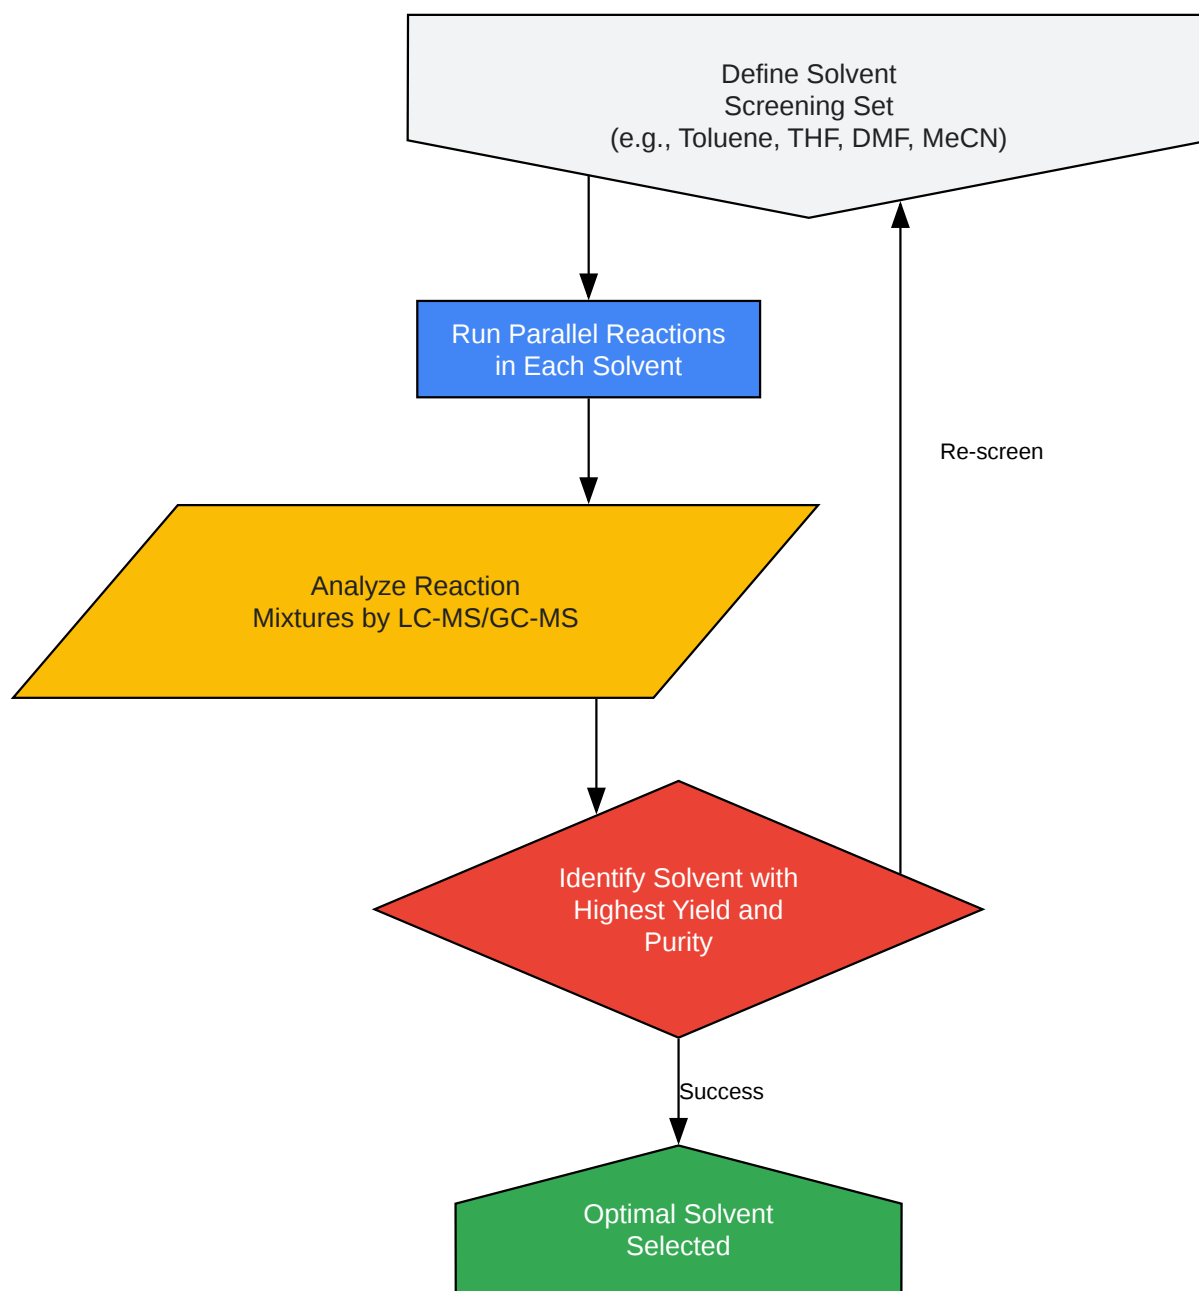 Define Solvent
Screening Set
(e.g., Toluene, THF, DMF, MeCN)
Run Parallel Reactions
in Each Solvent
Re-screen
Analyze Reaction
Mixtures by LC-MS/GC-MS
Identify Solvent with
Highest Yield and
Purity
Success
Optimal Solvent
Selected